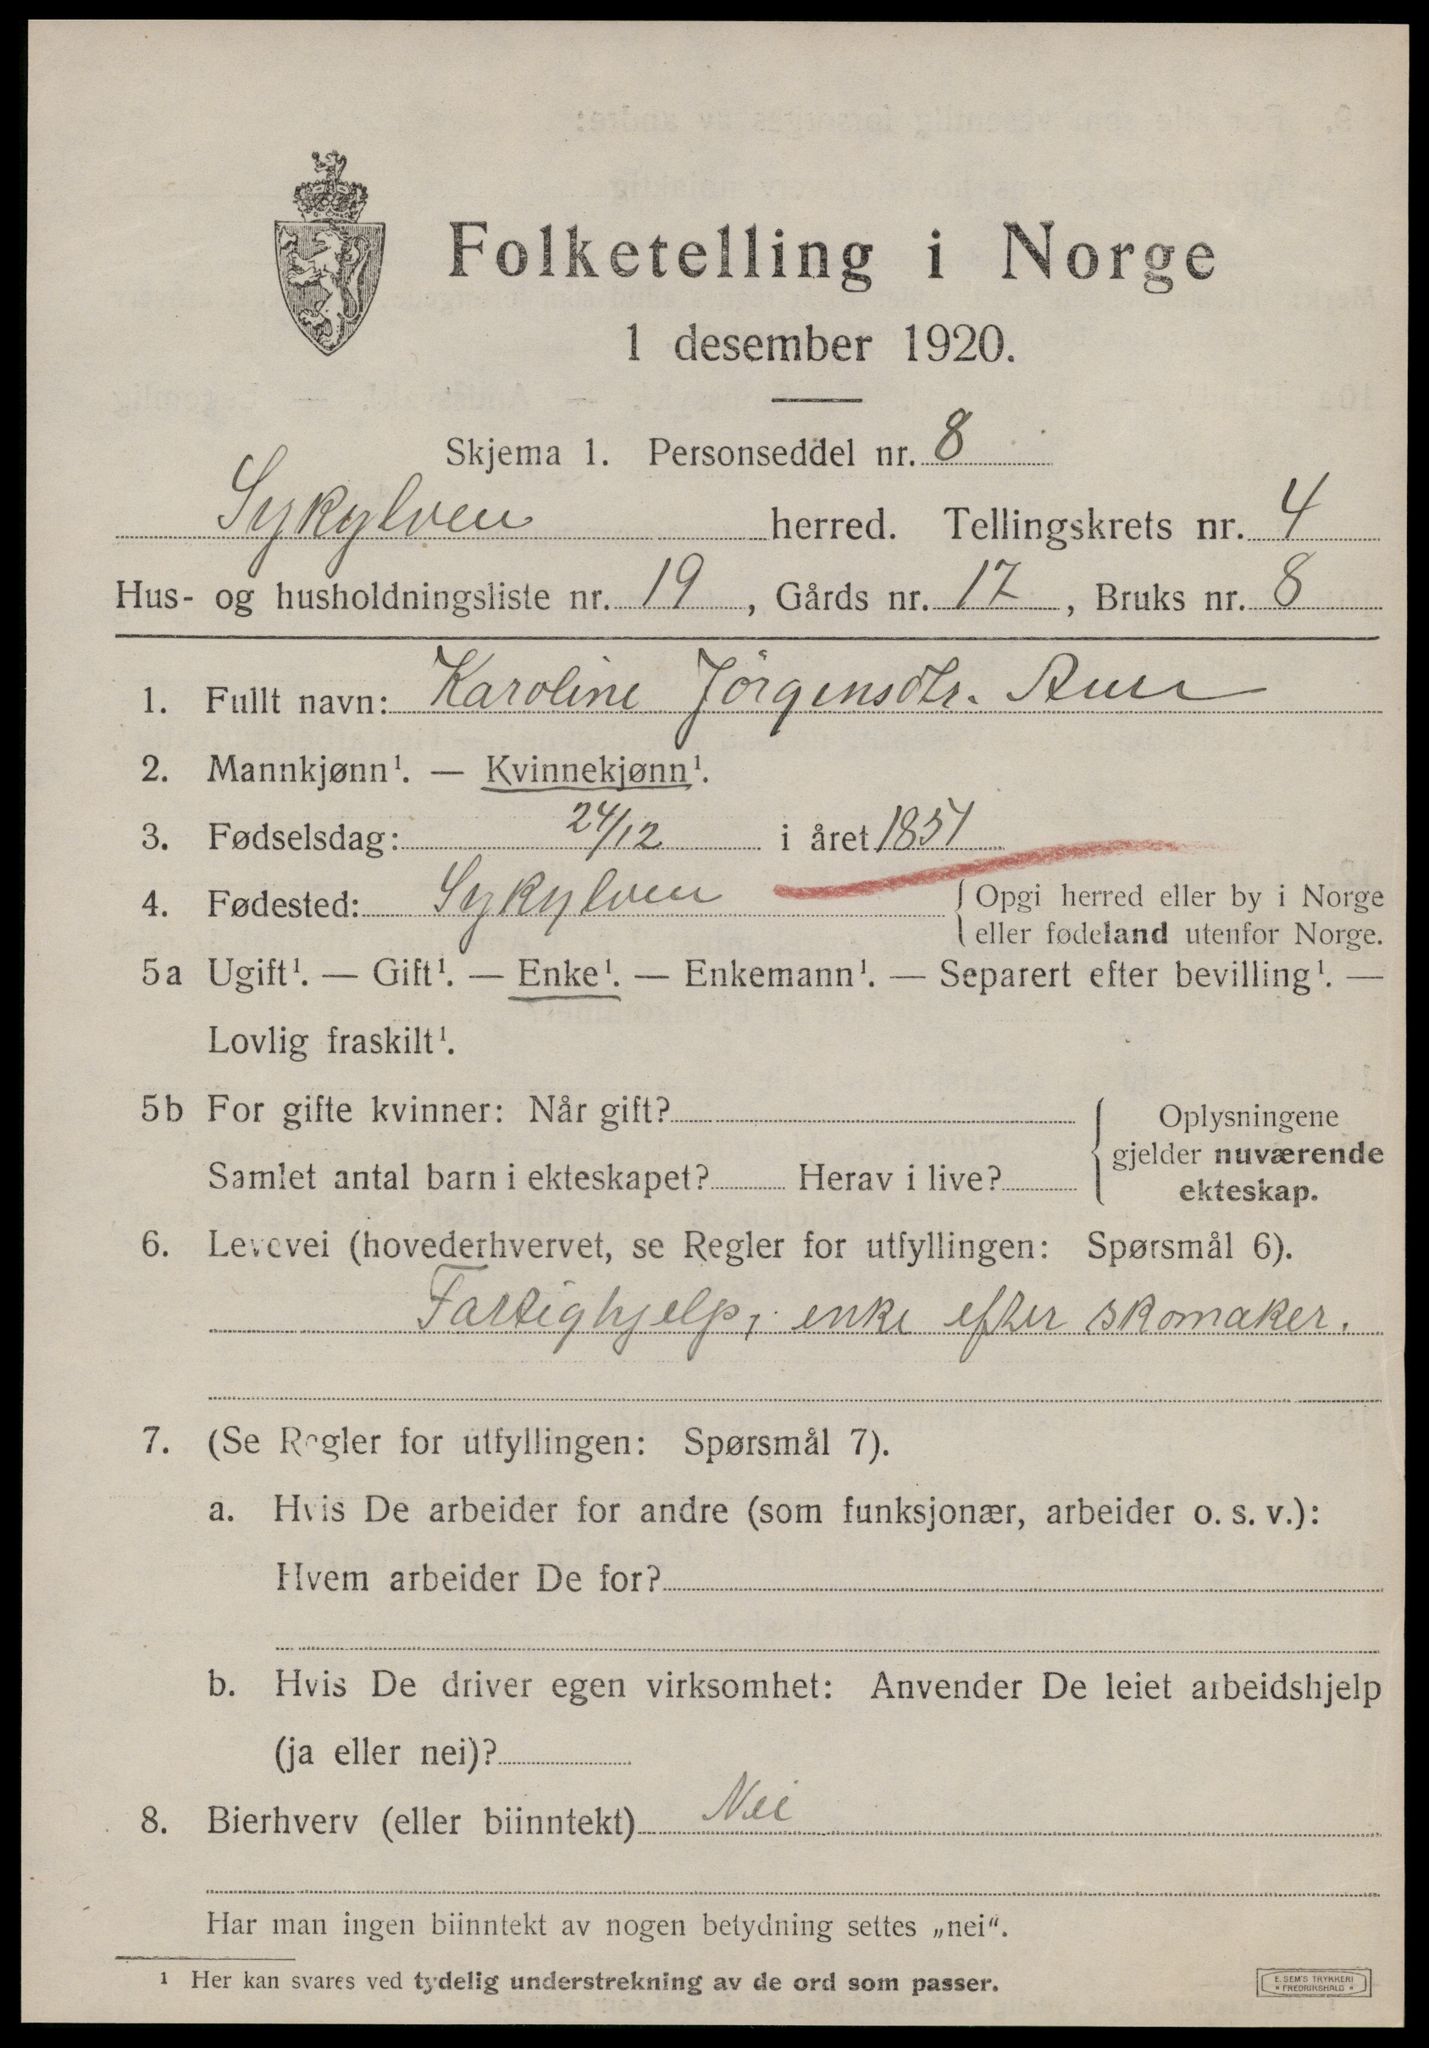 Folketelling i Norge
1 desember 1920.
Skjema 1. Personseddel nr. 8
Sykylven herred. Tellingskrets nr. 4
Hus- og husholdningsliste nr. 19, Gårds nr. 17, Bruks nr. 8
1. Fullt navn: Karoline Jörgensdtr. Aure
2. Mannkjønn¹. — Kvinnekjønn¹.
3. Fødselsdag: 24/12 i året 1851
4. Fødested: Sykylven { Opgi herred eller by i Norge
eller fødeland utenfor Norge.
5a Ugift¹. — Gift¹. — Enke¹. — Enkemann¹. — Separert efter bevilling¹. —
Lovlig fraskilt¹.
5b For gifte kvinner: Når gift? { Oplysningene
gjelder nuværende
Samlet antal barn i ekteskapet? Herav i live? ekteskap.
6. Levevei (hovederhvervet, se Regler for utfyllingen: Spørsmål 6).
Fattighjelp, enke efter skomaker.
7. (Se Regler for utfyllingen: Spørsmål 7).
a. Hvis De arbeider for andre (som funksjonær, arbeider o. s. v.):
Hvem arbeider De for?
b. Hvis De driver egen virksomhet: Anvender De leiet arbeidshjelp
(ja eller nei)?
8. Bierhverv (eller biinntekt) Nei
Har man ingen biinntekt av nogen betydning settes „nei“.
¹ Her kan svares ved tydelig understrekning av de ord som passer.
E. SEM'S TRYKKERI
* FREDRIKSHALD *